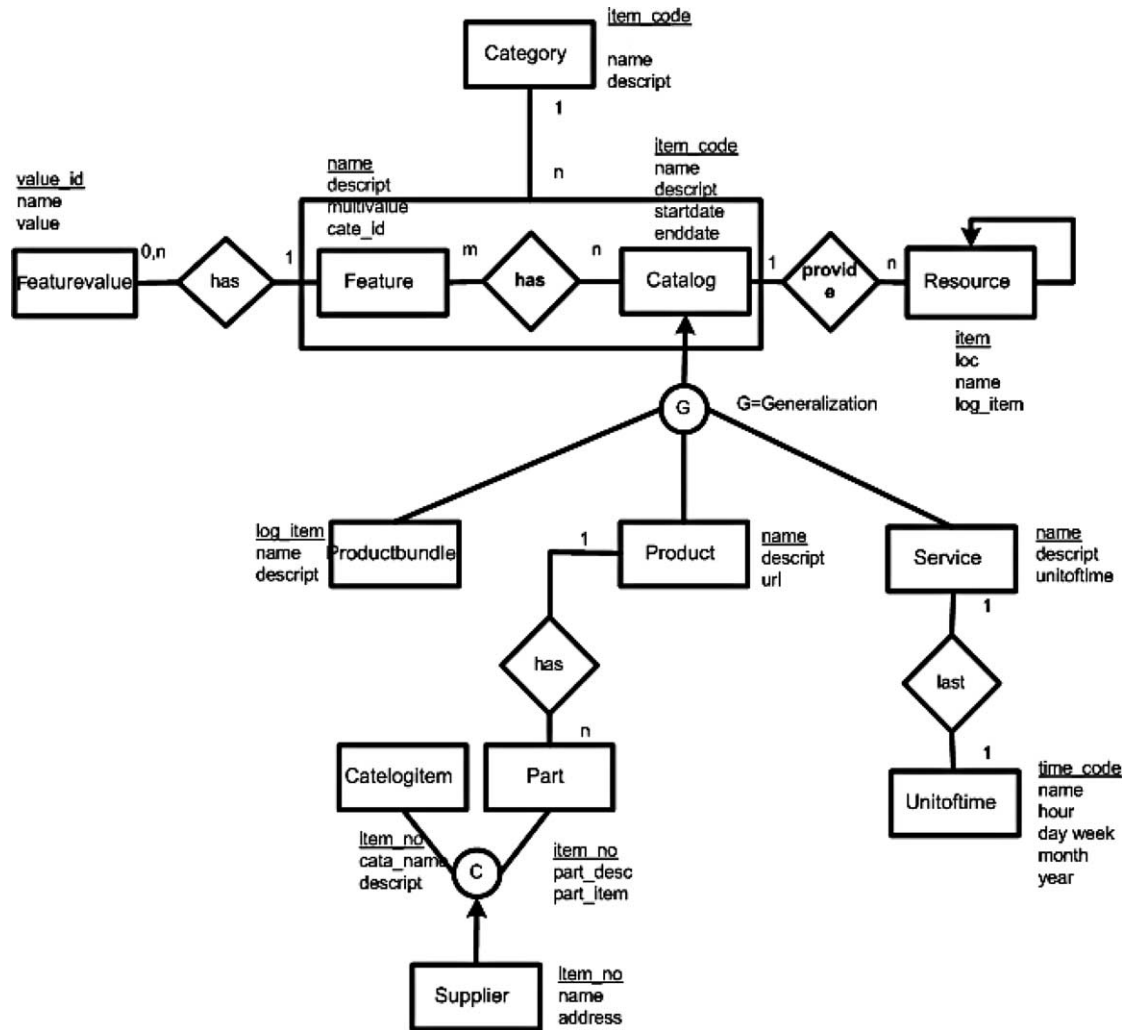 item_code
Category
name
descript
1
n
value_id
name
value
name
descript
multivalue
cate_id
item_code
name
descript
startdate
enddate
Featurevalue
0,n
has
1
Feature
m
has
n
Catalog
1
provid
e
n
Resource
item
loc
name
log_item
G
G=Generalization
log_item
name
descript
Productbundle
1
Product
name
descript
url
Service
name
descript
unitoftime
1
has
last
n
1
Catelogitem
Part
Unitoftime
time_code
name
hour
day week
month
year
Item_no
cata_name
descript
C
item_no
part_desc
part_item
Supplier
Item_no
name
address